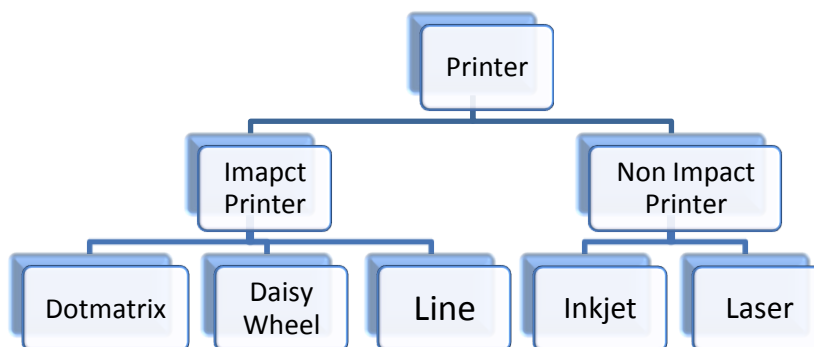 Printer
Imapct
Printer
Non Impact
Printer
Dotmatrix
Daisy
Wheel
Line
Inkjet
Laser